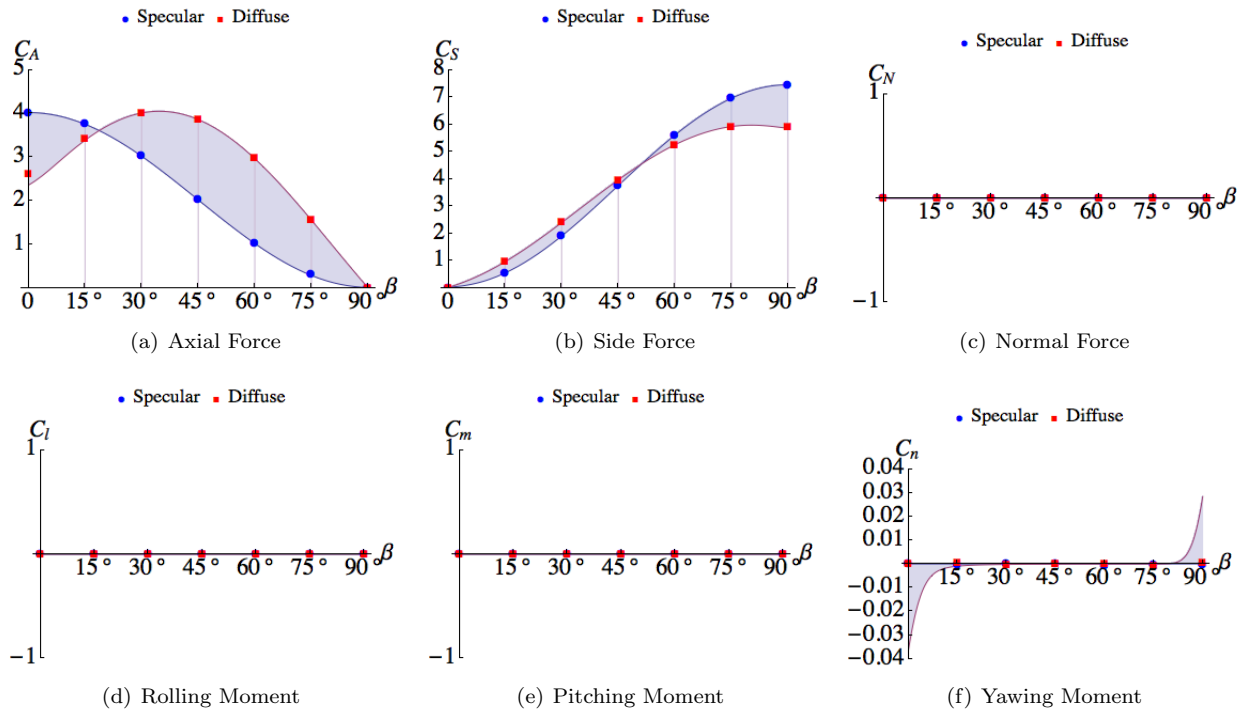 Specular Diffuse
C_A
5
4
3
2
1
0 15° 30° 45° 60° 75° 90° β
(a) Axial Force
Specular Diffuse
C_S
8
7
6
5
4
3
2
1
0 15° 30° 45° 60° 75° 90° β
(b) Side Force
Specular Diffuse
C_N
1
15° 30° 45° 60° 75° 90° β
−1
(c) Normal Force
Specular Diffuse
C_l
1
15° 30° 45° 60° 75° 90° β
−1
(d) Rolling Moment
Specular Diffuse
C_m
1
15° 30° 45° 60° 75° 90° β
−1
(e) Pitching Moment
Specular Diffuse
C_n
0.04
0.03
0.02
0.01
15° 30° 45° 60° 75° 90° β
−0.01
−0.02
−0.03
−0.04
(f) Yawing Moment